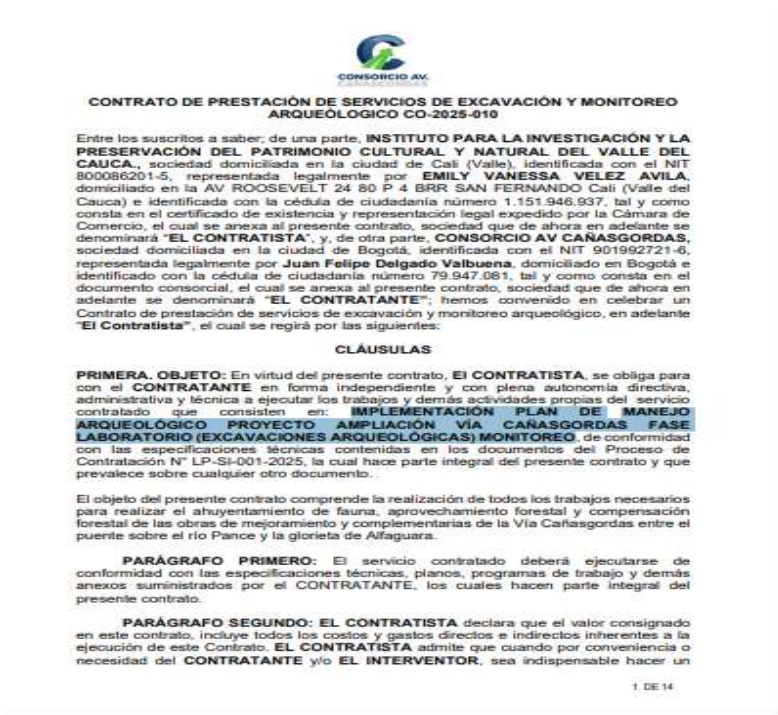 CONSORCIO AV.
CAÑASGORDAS
CONTRATO DE PRESTACIÓN DE SERVICIOS DE EXCAVACIÓN Y MONITOREO
ARQUEÓLOGICO CO-2025-010
Entre los suscritos a saber; de una parte, INSTITUTO PARA LA INVESTIGACIÓN Y LA
PRESERVACIÓN DEL PATRIMONIO CULTURAL Y NATURAL DEL VALLE DEL
CAUCA., sociedad domiciliada en la ciudad de Cali (Valle), identificada con el NIT
800086201-5, representada legalmente por EMILY VANESSA VELEZ AVILA,
domiciliado en la AV ROOSEVELT 24 80 P 4 BRR SAN FERNANDO Cali (Valle del
Cauca) e identificada con la cédula de ciudadanía número 1.151.946.937, tal y como
consta en el certificado de existencia y representación legal expedido por la Cámara de
Comercio, el cual se anexa al presente contrato, sociedad que de ahora en adelante se
denominará "EL CONTRATISTA", y, de otra parte, CONSORCIO AV CAÑASGORDAS,
sociedad domiciliada en la ciudad de Bogotá, identificada con el NIT 901992721-6,
representada legalmente por Juan Felipe Delgado Valbuena, domiciliado en Bogotá e
identificado con la cédula de ciudadanía número 79.947.081, tal y como consta en el
documento consorcial, el cual se anexa al presente contrato, sociedad que de ahora en
adelante se denominará "EL CONTRATANTE"; hemos convenido en celebrar un
Contrato de prestación de servicios de excavación y monitoreo arqueológico, en adelante
"El Contratista", el cual se regirá por las siguientes:
CLÁUSULAS
PRIMERA. OBJETO: En virtud del presente contrato, El CONTRATISTA, se obliga para
con el CONTRATANTE en forma independiente y con plena autonomía directiva,
administrativa y técnica a ejecutar los trabajos y demás actividades propias del servicio
contratado que consisten en: IMPLEMENTACIÓN PLAN DE MANEJO
ARQUEOLÓGICO PROYECTO AMPLIACIÓN VÍA CAÑASGORDAS FASE
LABORATORIO (EXCAVACIONES ARQUEOLÓGICAS) MONITOREO, de conformidad
con las especificaciones técnicas contenidas en los documentos del Proceso de
Contratación N° LP-SI-001-2025, la cual hace parte integral del presente contrato y que
prevalece sobre cualquier otro documento.
El objeto del presente contrato comprende la realización de todos los trabajos necesarios
para realizar el ahuyentamiento de fauna, aprovechamiento forestal y compensación
forestal de las obras de mejoramiento y complementarias de la Vía Cañasgordas entre el
puente sobre el río Pance y la glorieta de Alfaguara.
PARÁGRAFO PRIMERO: El servicio contratado deberá ejecutarse de
conformidad con las especificaciones técnicas, planos, programas de trabajo y demás
anexos suministrados por el CONTRATANTE, los cuales hacen parte integral del
presente contrato.
PARÁGRAFO SEGUNDO: EL CONTRATISTA declara que el valor consignado
en este contrato, incluye todos los costos y gastos directos e indirectos inherentes a la
ejecución de este Contrato. EL CONTRATISTA admite que cuando por conveniencia o
necesidad del CONTRATANTE y/o EL INTERVENTOR, sea indispensable hacer un
1 DE 14